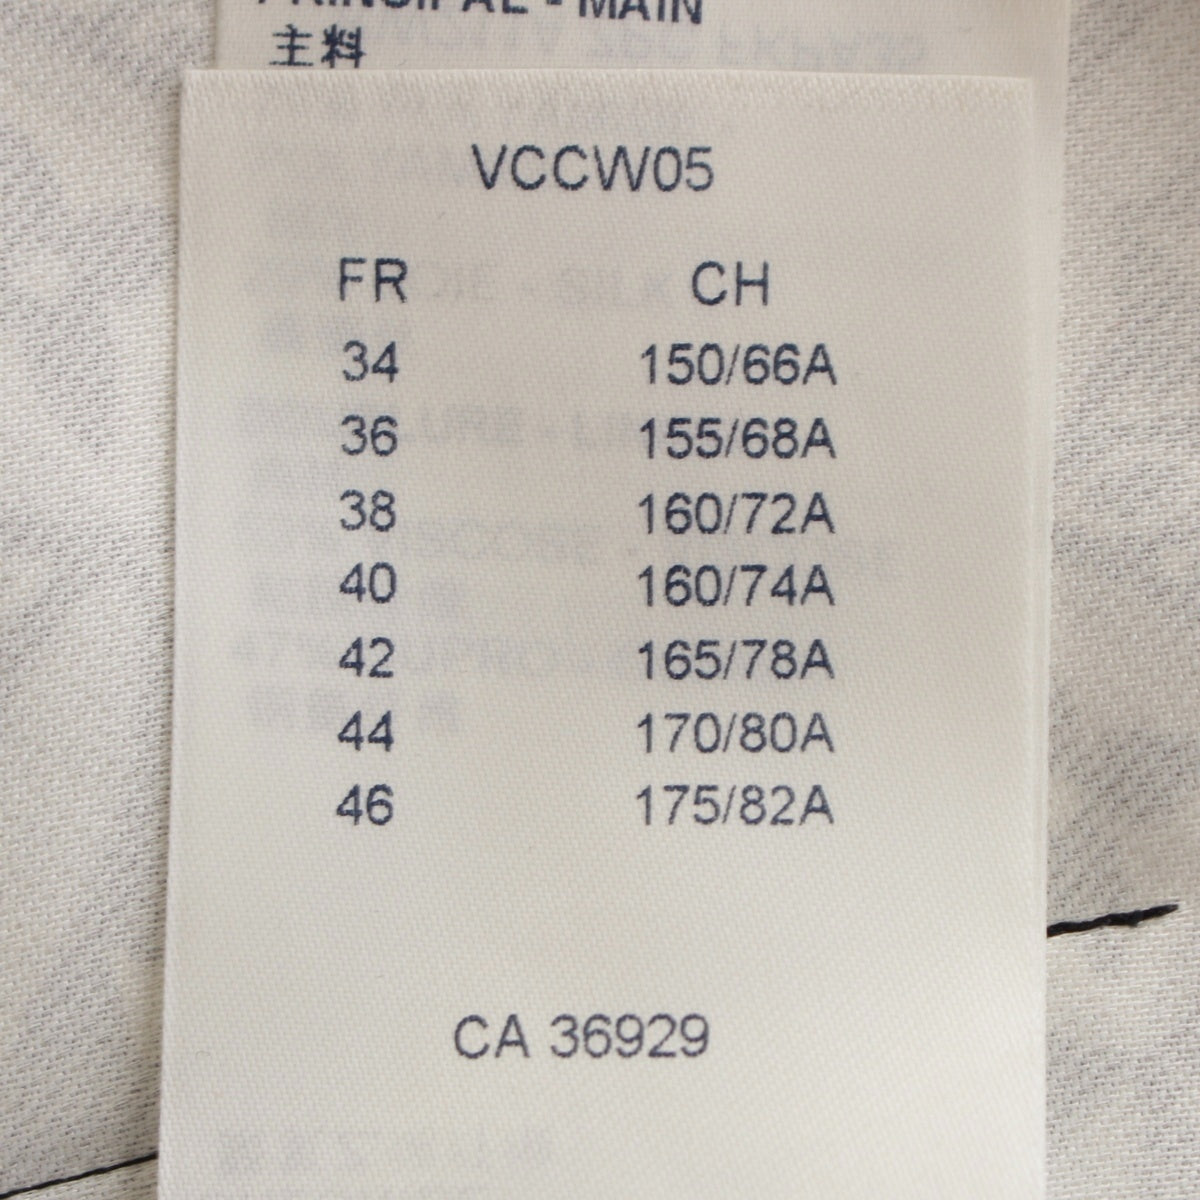 PRINCIPAL - MAIN
主料
VCCW05
FR CH
34 150/66A
36 155/68A
38 160/72A
40 160/74A
42 165/78A
44 170/80A
46 175/82A
CA 36929